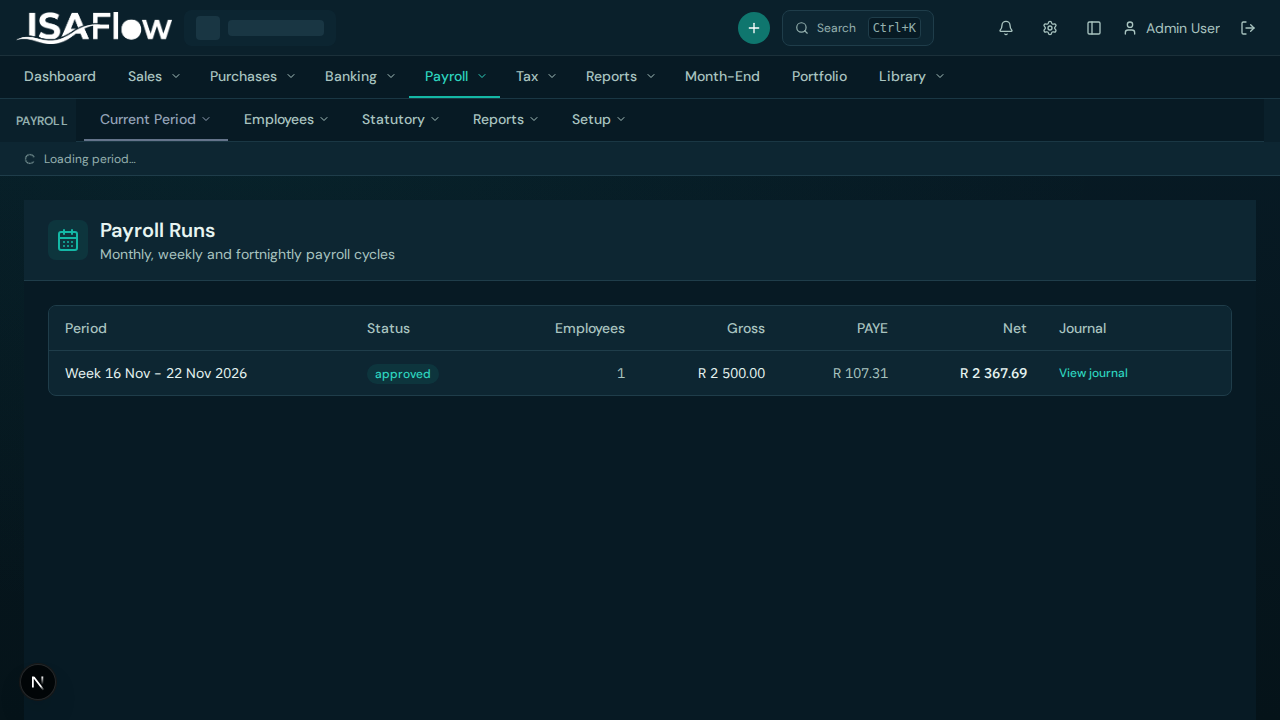 ISAFlow
Search Ctrl+K
Admin User
Dashboard Sales Purchases Banking Payroll Tax Reports Month-End Portfolio Library
PAYROLL Current Period Employees Statutory Reports Setup
Loading period...
Payroll Runs
Monthly, weekly and fortnightly payroll cycles
Period Status Employees Gross PAYE Net Journal
Week 16 Nov – 22 Nov 2026 approved 1 R 2 500.00 R 107.31 R 2 367.69 View journal
N